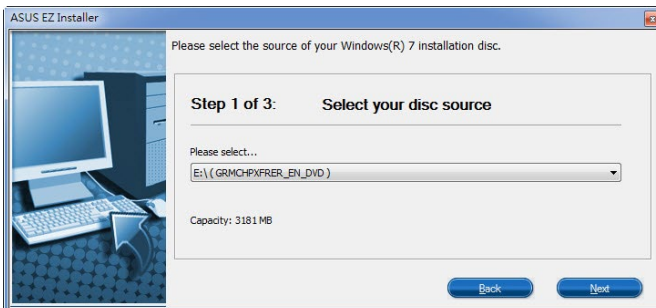 ASUS EZ Installer
Please select the source of your Windows(R) 7 installation disc.
Step 1 of 3: Select your disc source
Please select...
E:\ ( GRMCHPXFRER_EN_DVD )
Capacity: 3181 MB
Back Next